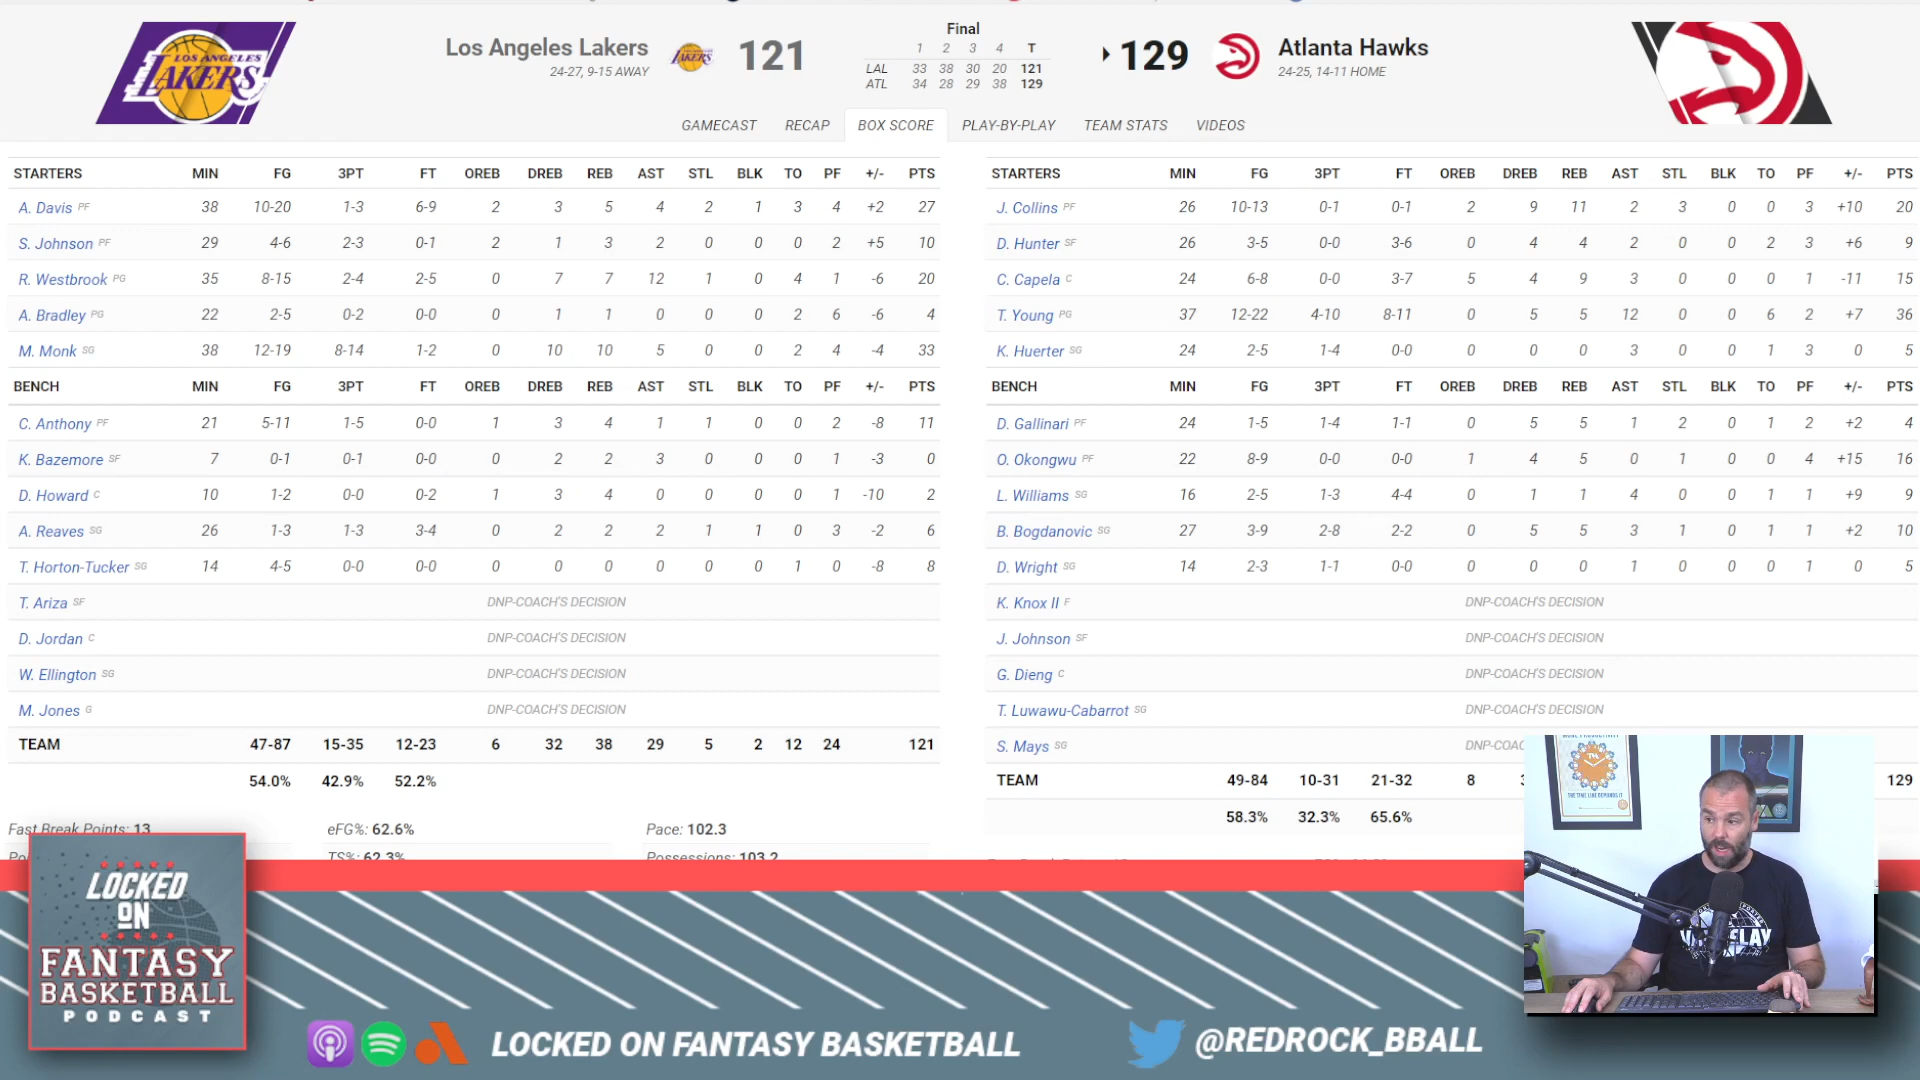 LOS ANGELES
LAKERS
Los Angeles Lakers
24-27, 9-15 AWAY
LAKERS
121
Final
1 2 3 4 T
LAL 33 38 30 20 121
ATL 34 28 29 38 129
129
Atlanta Hawks
24-25, 14-11 HOME
GAMECAST RECAP BOX SCORE PLAY-BY-PLAY TEAM STATS VIDEOS
STARTERS MIN FG 3PT FT OREB DREB REB AST STL BLK TO PF +/- PTS
A. Davis PF 38 10-20 1-3 6-9 2 3 5 4 2 1 3 4 +2 27
S. Johnson PF 29 4-6 2-3 0-1 2 1 3 2 0 0 0 2 +5 10
R. Westbrook PG 35 8-15 2-4 2-5 0 7 7 12 1 0 4 1 -6 20
A. Bradley PG 22 2-5 0-2 0-0 0 1 1 0 0 0 2 6 -6 4
M. Monk SG 38 12-19 8-14 1-2 0 10 10 5 0 0 2 4 -4 33
BENCH MIN FG 3PT FT OREB DREB REB AST STL BLK TO PF +/- PTS
C. Anthony PF 21 5-11 1-5 0-0 1 3 4 1 1 0 0 2 -8 11
K. Bazemore SF 7 0-1 0-1 0-0 0 2 2 3 0 0 0 1 -3 0
D. Howard C 10 1-2 0-0 0-2 1 3 4 0 0 0 0 1 -10 2
A. Reaves SG 26 1-3 1-3 3-4 0 2 2 2 1 1 0 3 -2 6
T. Horton-Tucker SG 14 4-5 0-0 0-0 0 0 0 0 0 0 1 0 -8 8
T. Ariza SF DNP-COACH'S DECISION
D. Jordan C DNP-COACH'S DECISION
W. Ellington SG DNP-COACH'S DECISION
M. Jones G DNP-COACH'S DECISION
TEAM 47-87 15-35 12-23 6 32 38 29 5 2 12 24 121
54.0% 42.9% 52.2%
Fast Break Points: 13 eFG%: 62.6% Pace: 102.3
TS%: 62.3% Possessions: 103.2
STARTERS MIN FG 3PT FT OREB DREB REB AST STL BLK TO PF +/- PTS
J. Collins PF 26 10-13 0-1 0-1 2 9 11 2 3 0 0 3 +10 20
D. Hunter SF 26 3-5 0-0 3-6 0 4 4 2 0 0 2 3 +6 9
C. Capela C 24 6-8 0-0 3-7 5 4 9 3 0 0 0 1 -11 15
T. Young PG 37 12-22 4-10 8-11 0 5 5 12 0 0 6 2 +7 36
K. Huerter SG 24 2-5 1-4 0-0 0 0 0 3 0 0 1 3 0 5
BENCH MIN FG 3PT FT OREB DREB REB AST STL BLK TO PF +/- PTS
D. Gallinari PF 24 1-5 1-4 1-1 0 5 5 1 2 0 1 2 +2 4
O. Okongwu PF 22 8-9 0-0 0-0 1 4 5 0 1 0 0 4 +15 16
L. Williams SG 16 2-5 1-3 4-4 0 1 1 4 0 0 1 1 +9 9
B. Bogdanovic SG 27 3-9 2-8 2-2 0 5 5 3 1 0 1 1 +2 10
D. Wright SG 14 2-3 1-1 0-0 0 0 0 1 0 0 0 1 0 5
K. Knox II F DNP-COACH'S DECISION
J. Johnson SF DNP-COACH'S DECISION
G. Dieng C DNP-COACH'S DECISION
T. Luwawu-Cabarrot SG DNP-COACH'S DECISION
S. Mays SG DNP-COAC
TEAM 49-84 10-31 21-32 8 129
58.3% 32.3% 65.6%
LOCKED
ON
FANTASY
BASKETBALL
PODCAST
LOCKED ON FANTASY BASKETBALL
@REDROCK_BBALL